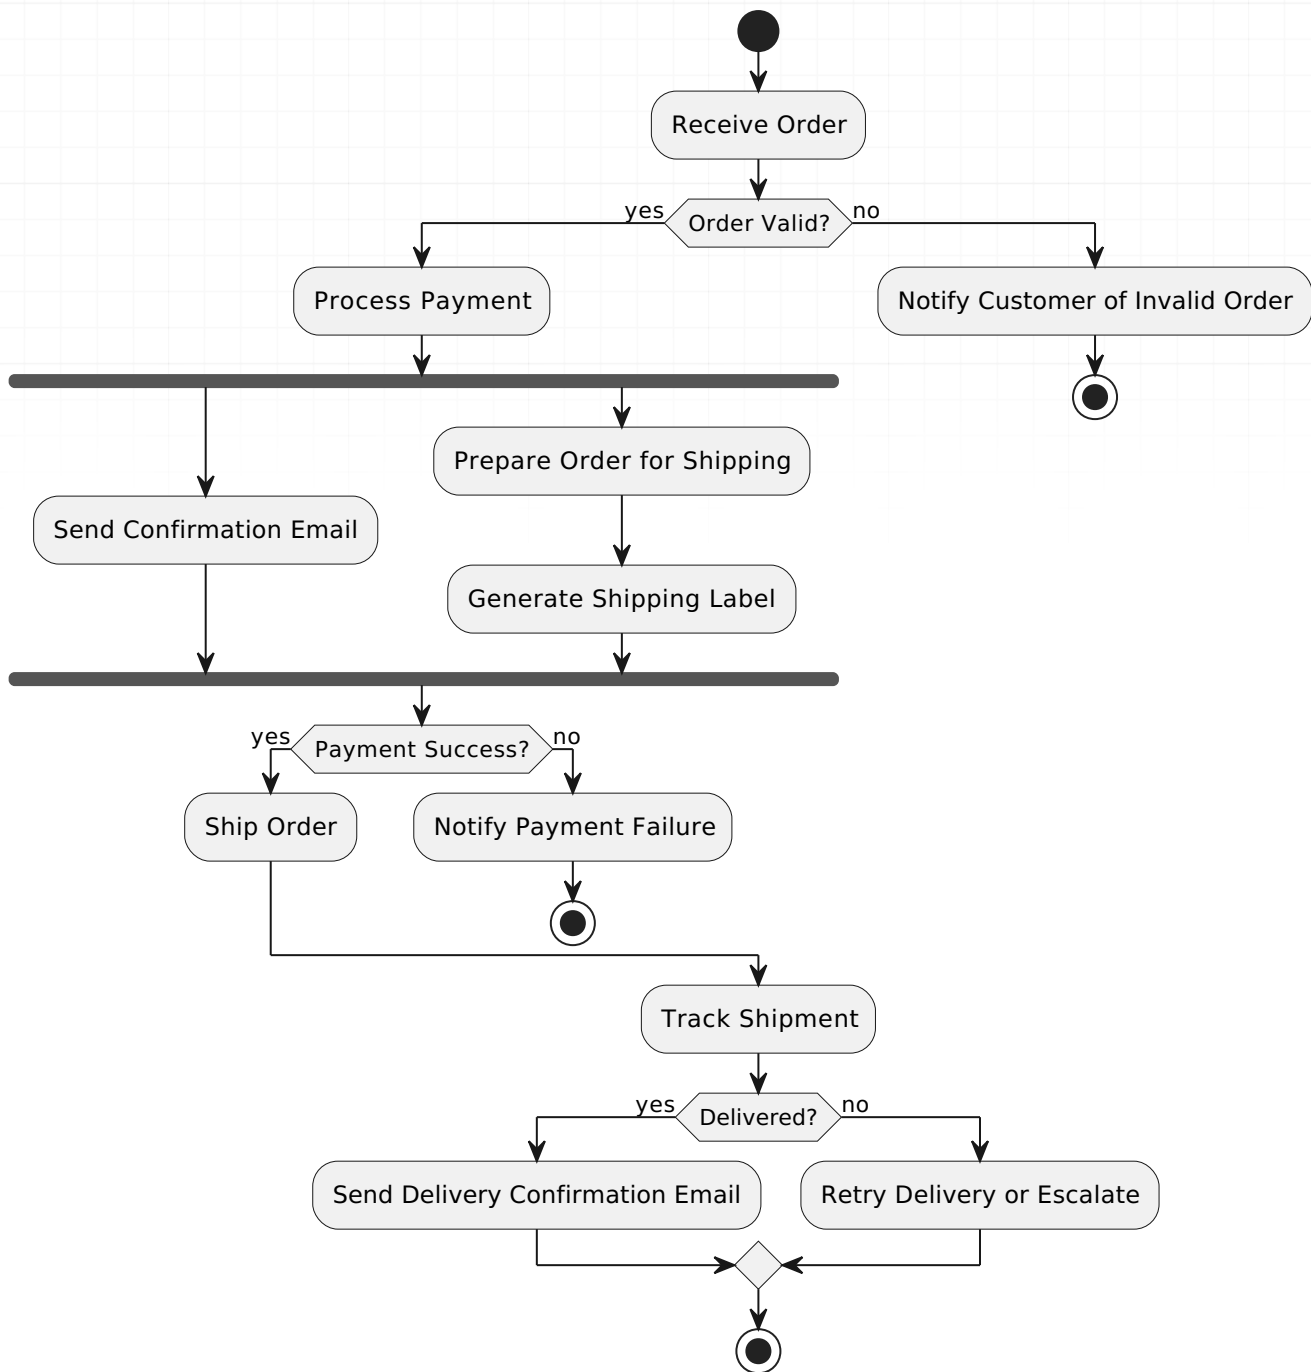 Receive Order
yes
Order Valid?
no
Process Payment
Notify Customer of Invalid Order
Prepare Order for Shipping
Send Confirmation Email
Generate Shipping Label
yes
Payment Success?
no
Ship Order
Notify Payment Failure
Track Shipment
yes
Delivered?
no
Send Delivery Confirmation Email
Retry Delivery or Escalate